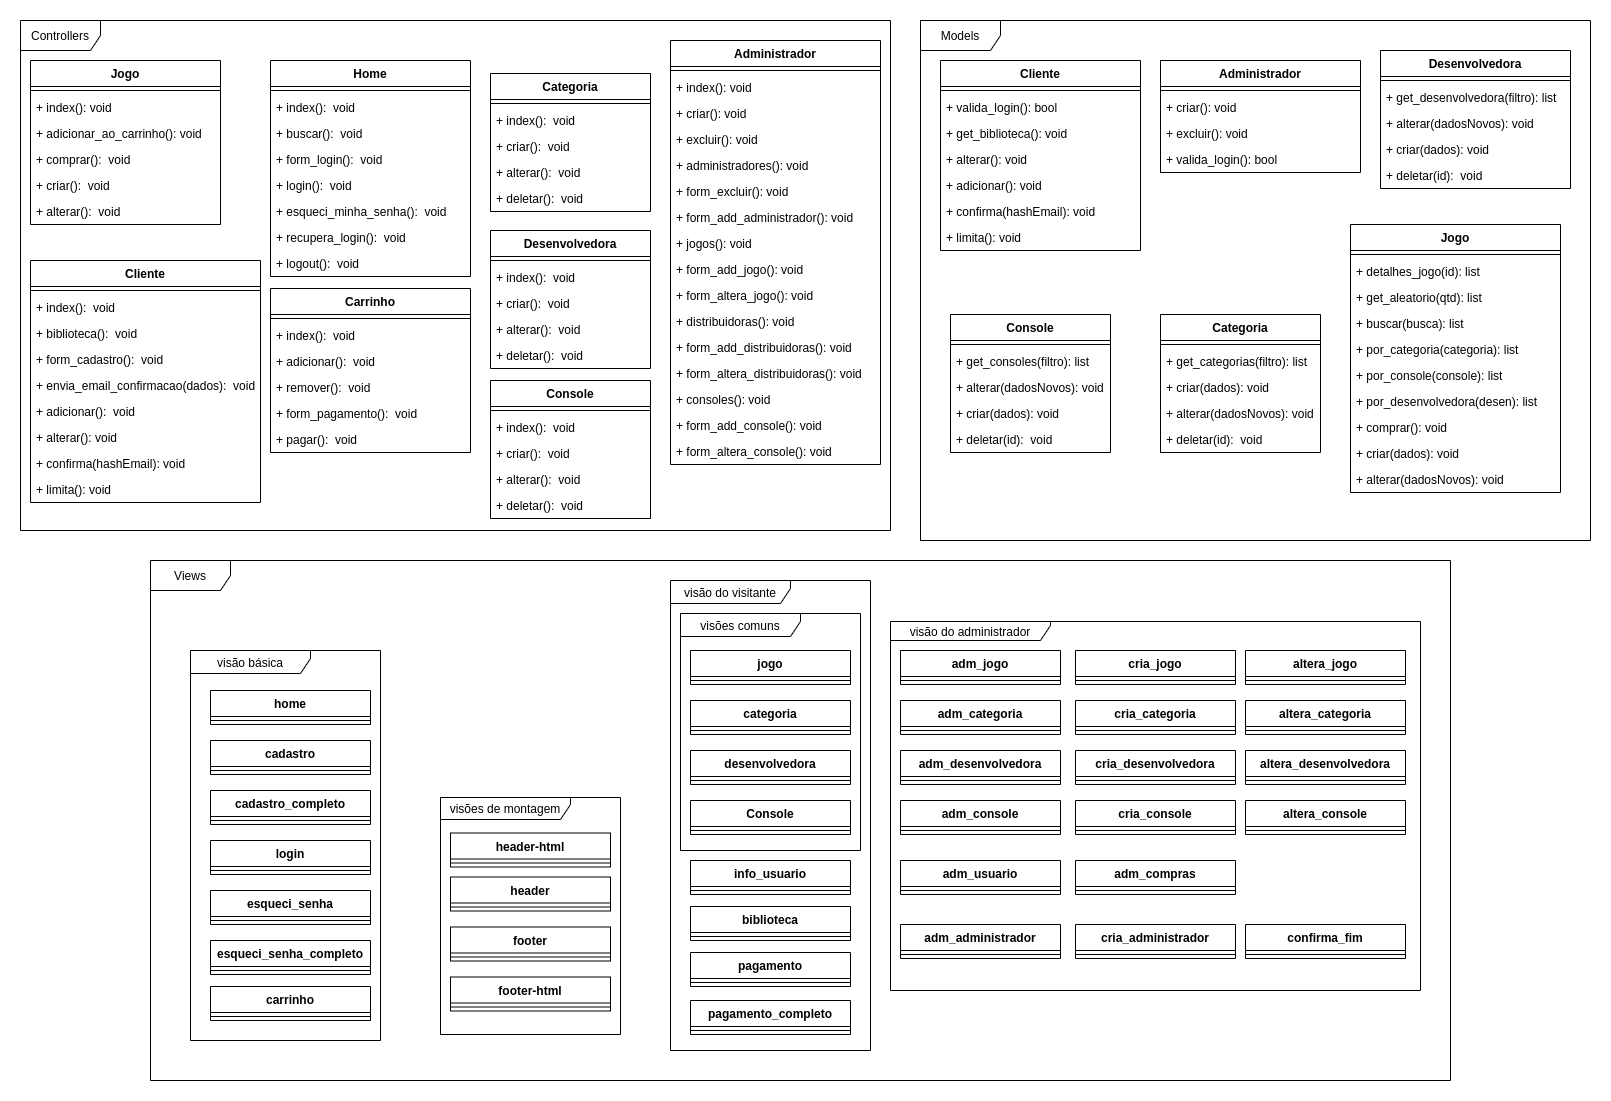 Controllers
Jogo
+ index(): void
+ adicionar_ao_carrinho(): void
+ comprar(): void
+ criar(): void
+ alterar(): void
Cliente
+ index(): void
+ biblioteca(): void
+ form_cadastro(): void
+ envia_email_confirmacao(dados): void
+ adicionar(): void
+ alterar(): void
+ confirma(hashEmail): void
+ limita(): void
Home
+ index(): void
+ buscar(): void
+ form_login(): void
+ login(): void
+ esqueci_minha_senha(): void
+ recupera_login(): void
+ logout(): void
Carrinho
+ index(): void
+ adicionar(): void
+ remover(): void
+ form_pagamento(): void
+ pagar(): void
Categoria
+ index(): void
+ criar(): void
+ alterar(): void
+ deletar(): void
Desenvolvedora
+ index(): void
+ criar(): void
+ alterar(): void
+ deletar(): void
Console
+ index(): void
+ criar(): void
+ alterar(): void
+ deletar(): void
Administrador
+ index(): void
+ criar(): void
+ excluir(): void
+ administradores(): void
+ form_excluir(): void
+ form_add_administrador(): void
+ jogos(): void
+ form_add_jogo(): void
+ form_altera_jogo(): void
+ distribuidoras(): void
+ form_add_distribuidoras(): void
+ form_altera_distribuidoras(): void
+ consoles(): void
+ form_add_console(): void
+ form_altera_console(): void
Models
Cliente
+ valida_login(): bool
+ get_biblioteca(): void
+ alterar(): void
+ adicionar(): void
+ confirma(hashEmail): void
+ limita(): void
Administrador
+ criar(): void
+ excluir(): void
+ valida_login(): bool
Desenvolvedora
+ get_desenvolvedora(filtro): list
+ alterar(dadosNovos): void
+ criar(dados): void
+ deletar(id): void
Console
+ get_consoles(filtro): list
+ alterar(dadosNovos): void
+ criar(dados): void
+ deletar(id): void
Categoria
+ get_categorias(filtro): list
+ criar(dados): void
+ alterar(dadosNovos): void
+ deletar(id): void
Jogo
+ detalhes_jogo(id): list
+ get_aleatorio(qtd): list
+ buscar(busca): list
+ por_categoria(categoria): list
+ por_console(console): list
+ por_desenvolvedora(desen): list
+ comprar(): void
+ criar(dados): void
+ alterar(dadosNovos): void
Views
visão básica
home
cadastro
cadastro_completo
login
esqueci_senha
esqueci_senha_completo
carrinho
visões de montagem
header-html
header
footer
footer-html
visão do visitante
visões comuns
jogo
categoria
desenvolvedora
Console
info_usuario
biblioteca
pagamento
pagamento_completo
visão do administrador
adm_jogo
cria_jogo
altera_jogo
adm_categoria
cria_categoria
altera_categoria
adm_desenvolvedora
cria_desenvolvedora
altera_desenvolvedora
adm_console
cria_console
altera_console
adm_usuario
adm_compras
adm_administrador
cria_administrador
confirma_fim